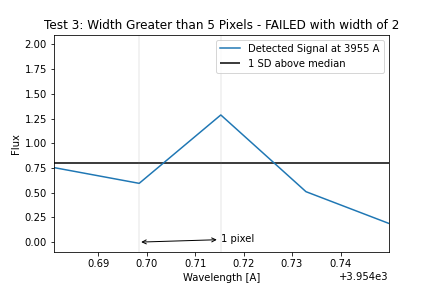 Test 3: Width Greater than 5 Pixels - FAILED with width of 2
2.00
1.75
1.50
1.25
1.00
0.75
0.50
0.25
0.00
Flux
Detected Signal at 3955 A
1 SD above median
1 pixel
0.69
0.70
0.71
0.72
0.73
0.74
Wavelength [A]
+3.954e3